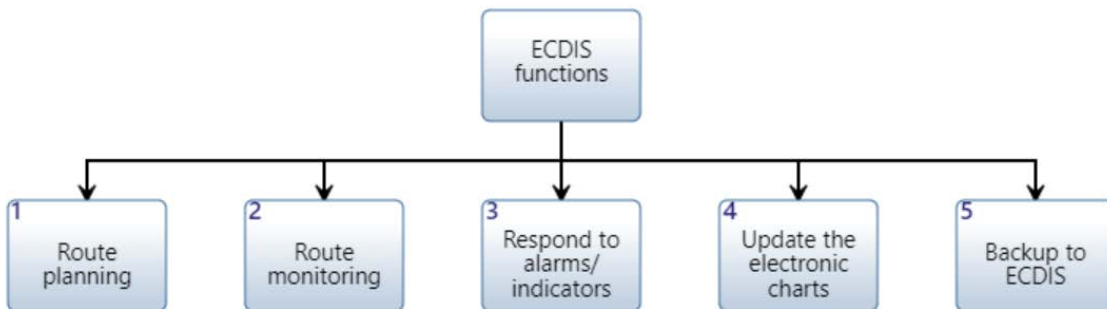 ECDIS
functions
1
Route
planning
2
Route
monitoring
3
Respond to
alarms/
indicators
4
Update the
electronic
charts
5
Backup to
ECDIS